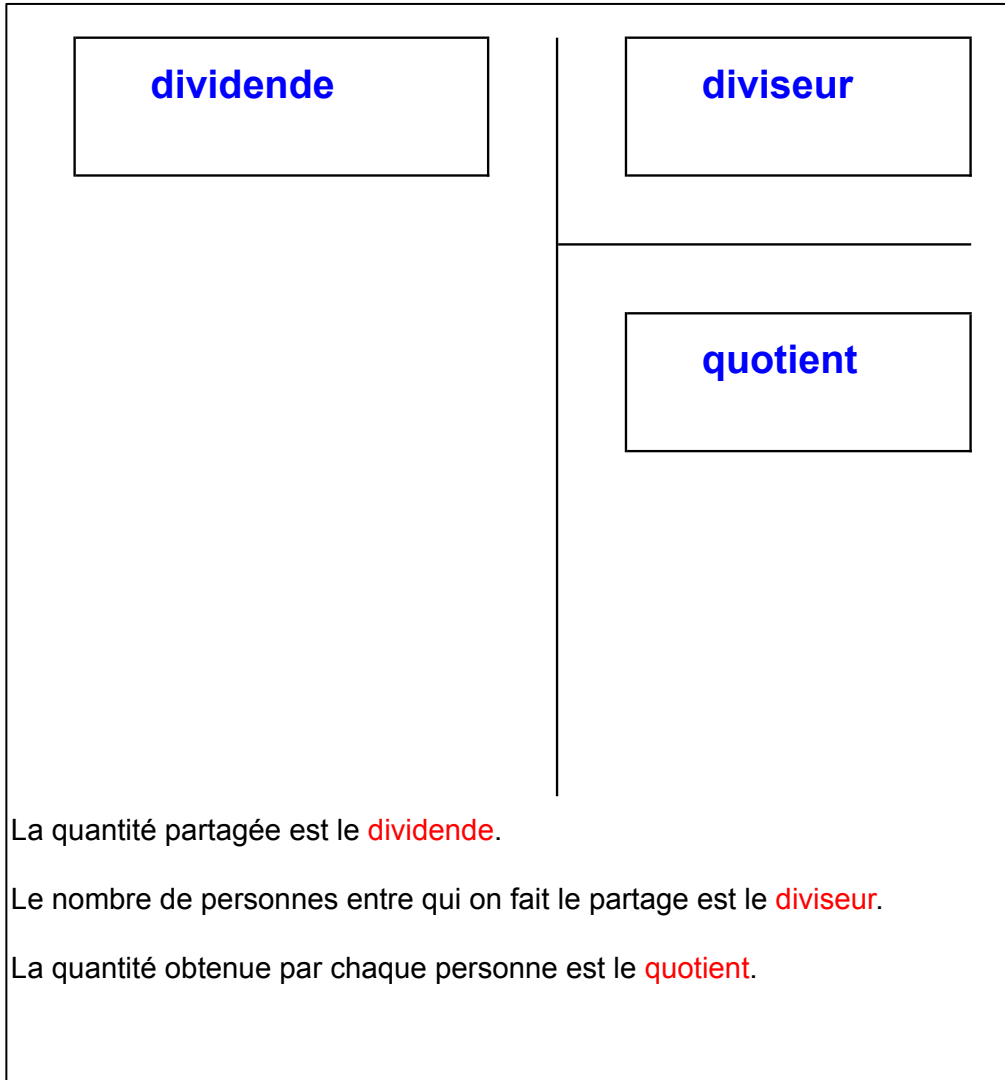 dividende
diviseur
quotient
La quantité partagée est le dividende.
Le nombre de personnes entre qui on fait le partage est le diviseur.
La quantité obtenue par chaque personne est le quotient.